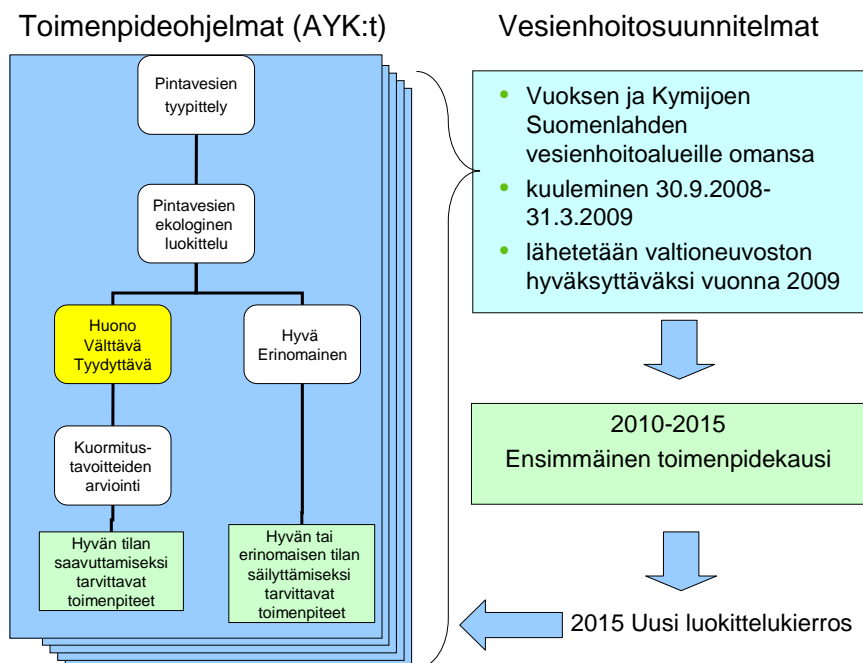 Toimenpideohjelmat (AYK:t)
Pintavesien
tyypittely
Pintavesien
ekologinen
luokittelu
Huono
Välttävä
Tyydyttävä
Hyvä
Erinomainen
Kuormitus-
tavoitteiden
arviointi
Hyvän tilan
saavuttamiseksi
tarvittavat
toimenpiteet
Hyvän tai
erinomaisen tilan
säilyttämiseksi
tarvittavat
toimenpiteet
Vesienhoitosuunnitelmat
• Vuoksen ja Kymijoen
Suomenlahden
vesienhoitoalueille omansa
• kuuleminen 30.9.2008-
31.3.2009
• lähetetään valtioneuvoston
hyväksyttäväksi vuonna 2009
2010-2015
Ensimmäinen toimenpidekausi
2015 Uusi luokittelukierros